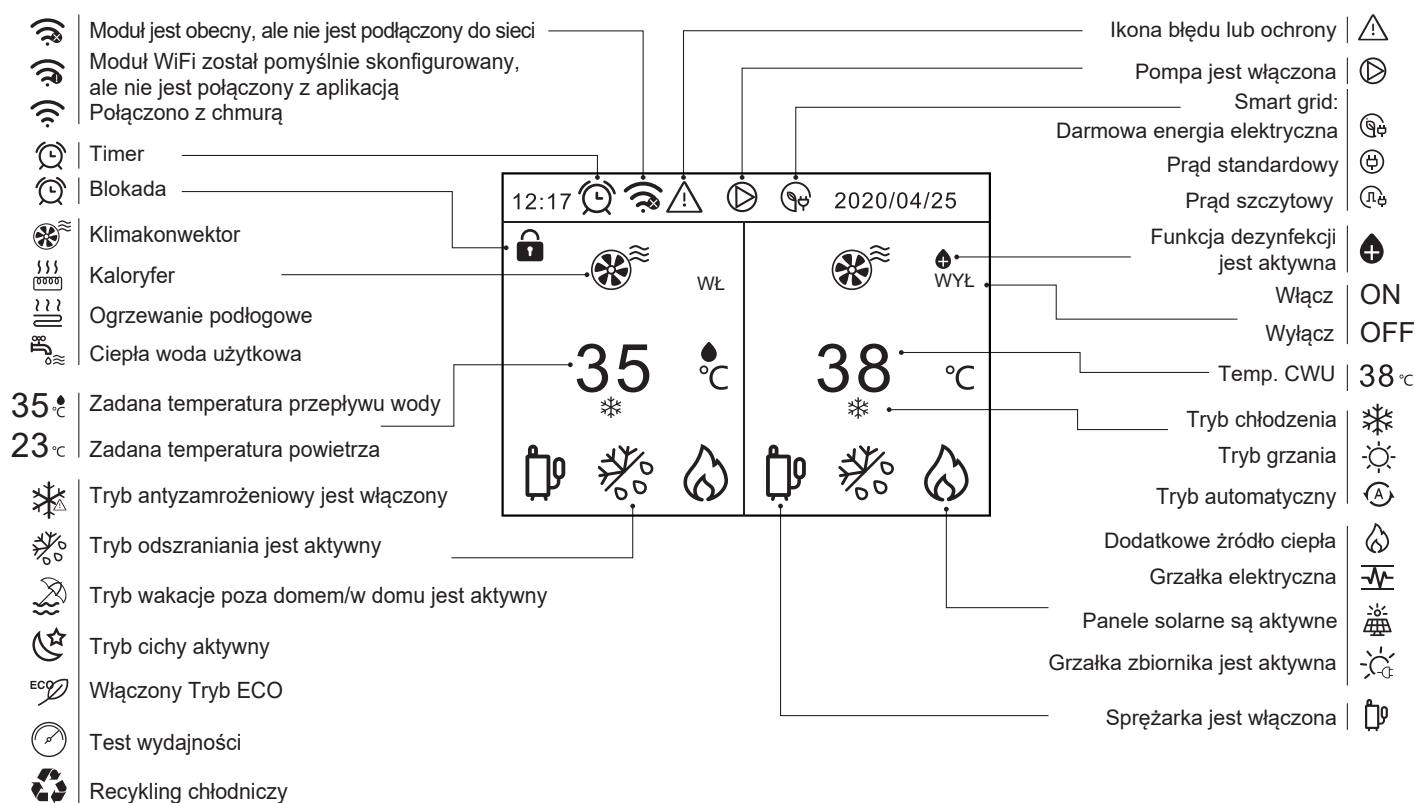 Moduł jest obecny, ale nie jest podłączony do sieci
Moduł WiFi został pomyślnie skonfigurowany,
ale nie jest połączony z aplikacją
Połączono z chmurą
Timer
Blokada
Klimakonwektor
Kaloryfer
Ogrzewanie podłogowe
Ciepła woda użytkowa
35 °C Zadana temperatura przepływu wody
23 °C Zadana temperatura powietrza
Tryb antyzamrożeniowy jest włączony
Tryb odszraniania jest aktywny
Tryb wakacje poza domem/w domu jest aktywny
Tryb cichy aktywny
ECO Włączony Tryb ECO
Test wydajności
Recykling chłodniczy
12:17 2020/04/25
WŁ
35 °C
WYŁ
38 °C
Ikona błędu lub ochrony
Pompa jest włączona
Smart grid:
Darmowa energia elektryczna
Prąd standardowy
Prąd szczytowy
Funkcja dezynfekcji
jest aktywna
Włącz ON
Wyłącz OFF
Temp. CWU 38 °C
Tryb chłodzenia
Tryb grzania
Tryb automatyczny A
Dodatkowe żródło ciepła
Grzałka elektryczna
Panele solarne są aktywne
Grzałka zbiornika jest aktywna
Sprężarka jest włączona